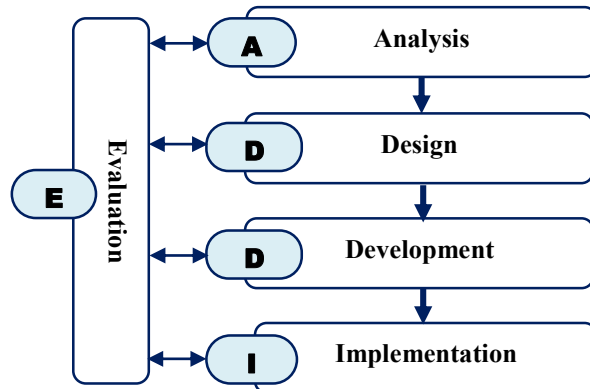 A
Analysis
D
Design
E
Evaluation
D
Development
I
Implementation